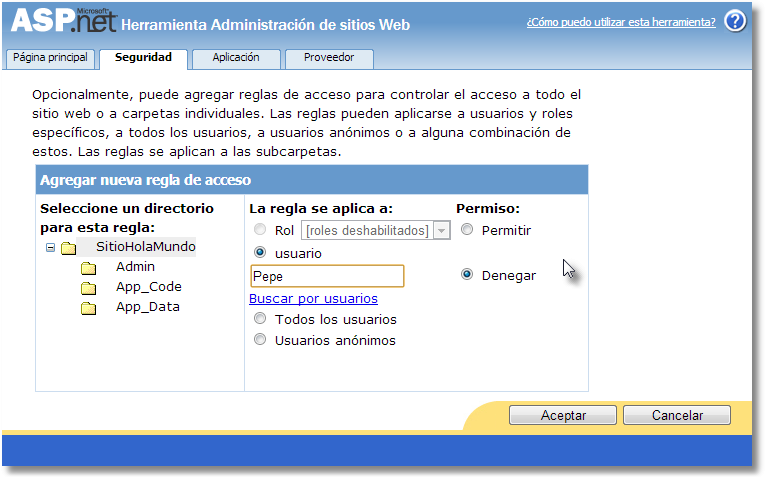 Microsoft
ASP.net Herramienta Administración de sitios Web
¿Cómo puedo utilizar esta herramienta? ?
Página principal Seguridad Aplicación Proveedor
Opcionalmente, puede agregar reglas de acceso para controlar el acceso a todo el
sitio web o a carpetas individuales. Las reglas pueden aplicarse a usuarios y roles
específicos, a todos los usuarios, a usuarios anónimos o a alguna combinación de
estos. Las reglas se aplican a las subcarpetas.
Agregar nueva regla de acceso
Seleccione un directorio
para esta regla:
SitioHolaMundo
Admin
App_Code
App_Data
La regla se aplica a:
Rol [roles deshabilitados]
usuario
Pepe
Buscar por usuarios
Todos los usuarios
Usuarios anónimos
Permiso:
Permitir
Denegar
Aceptar Cancelar